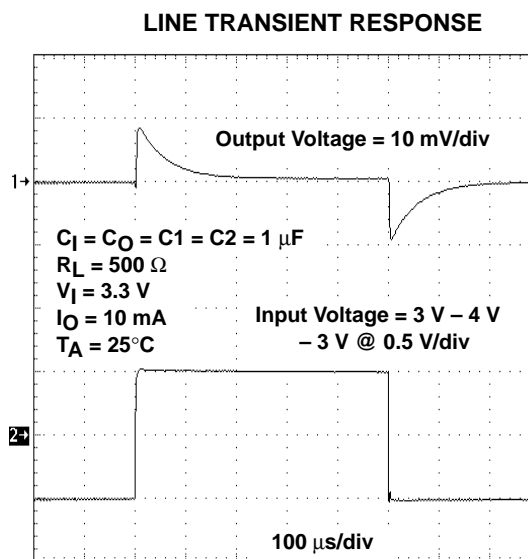 LINE TRANSIENT RESPONSE
Output Voltage = 10 mV/div
1→
CI = CO = C1 = C2 = 1 μF
RL = 500 Ω
VI = 3.3 V
IO = 10 mA
TA = 25°C
Input Voltage = 3 V – 4 V
– 3 V @ 0.5 V/div
2→
100 μs/div